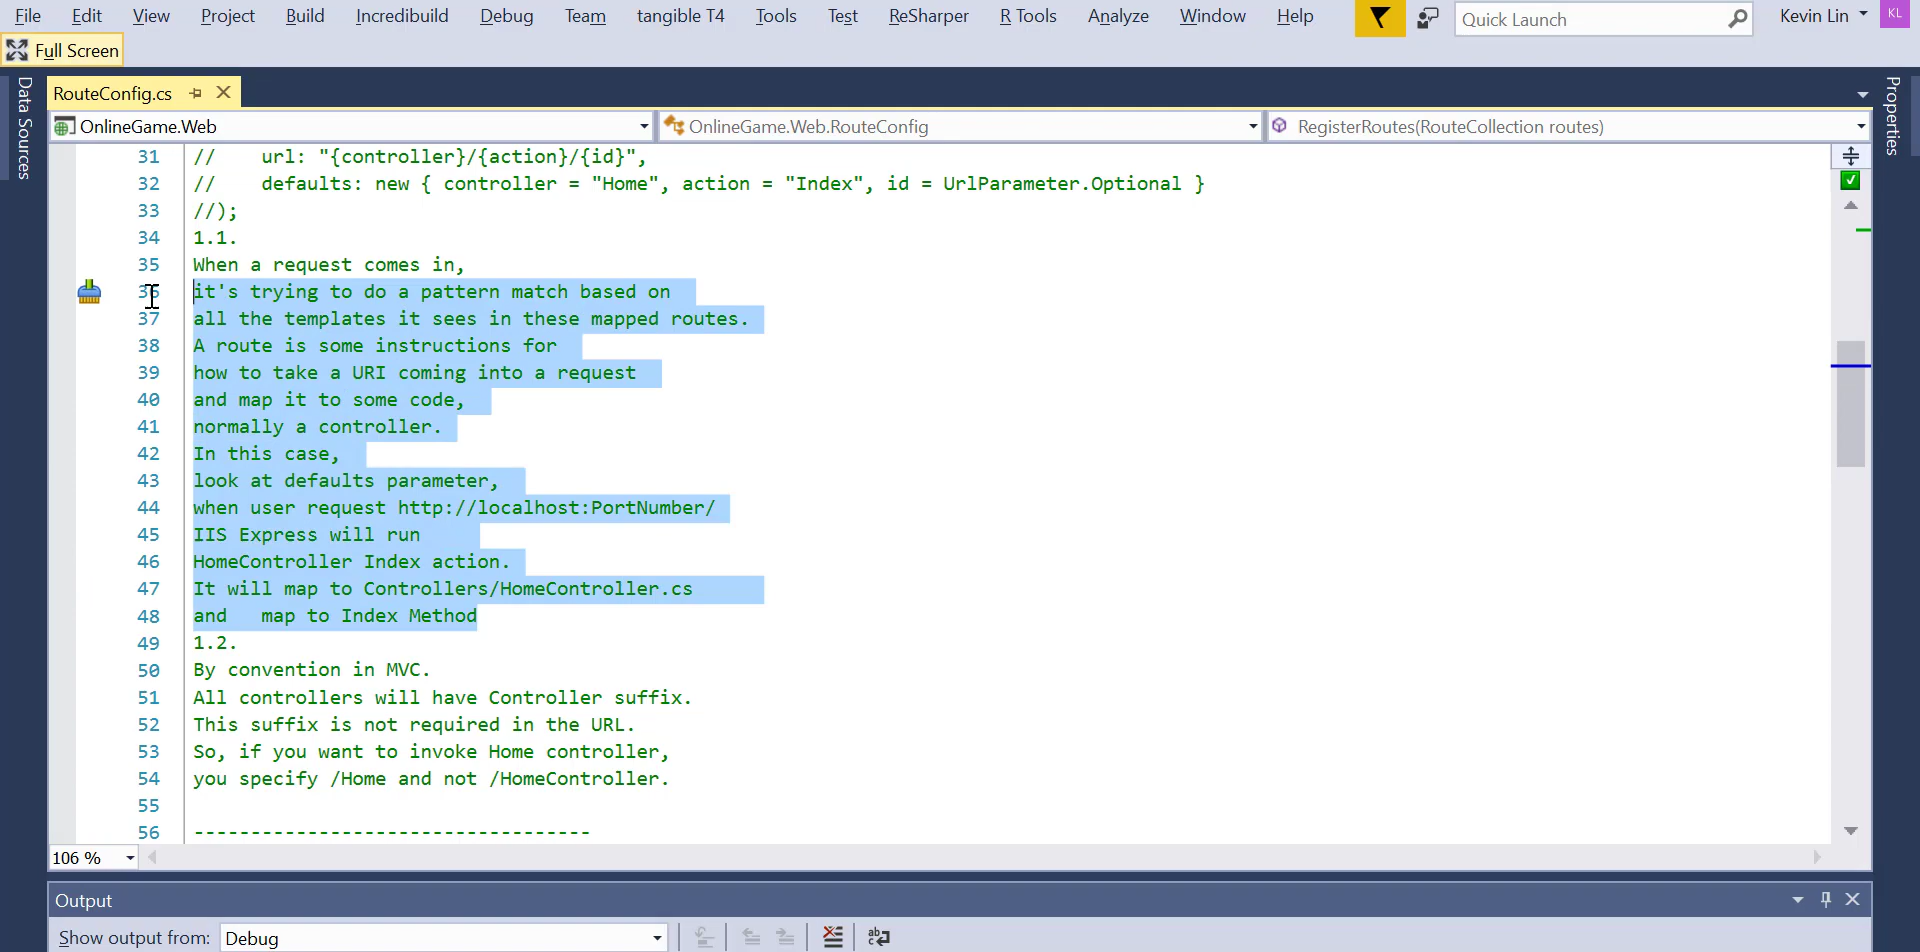 File Edit View Project Build Incredibuild Debug Team tangible T4 Tools Test ReSharper R Tools Analyze Window Help Quick Launch Kevin Lin KL
Full Screen
Data Sources
RouteConfig.cs
Properties
OnlineGame.Web OnlineGame.Web.RouteConfig RegisterRoutes(RouteCollection routes)
31 //    url: "{controller}/{action}/{id}",
32 //    defaults: new { controller = "Home", action = "Index", id = UrlParameter.Optional }
33 //);
34 1.1.
35 When a request comes in,
36 it's trying to do a pattern match based on
37 all the templates it sees in these mapped routes.
38 A route is some instructions for
39 how to take a URI coming into a request
40 and map it to some code,
41 normally a controller.
42 In this case,
43 look at defaults parameter,
44 when user request http://localhost:PortNumber/
45 IIS Express will run
46 HomeController Index action.
47 It will map to Controllers/HomeController.cs
48 and   map to Index Method
49 1.2.
50 By convention in MVC.
51 All controllers will have Controller suffix.
52 This suffix is not required in the URL.
53 So, if you want to invoke Home controller,
54 you specify /Home and not /HomeController.
55
56 -----------------------------------
106 %
Output
Show output from: Debug